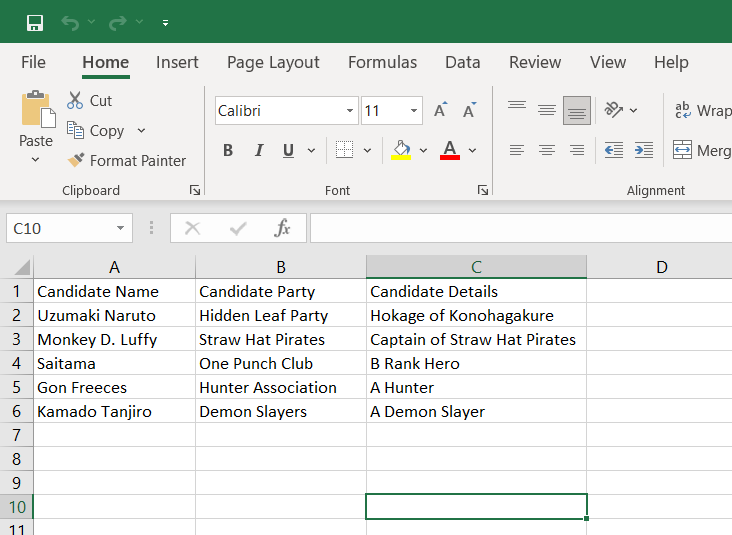 File Home Insert Page Layout Formulas Data Review View Help
Paste
Cut
Copy
Format Painter
Clipboard
Calibri 11 A A
B I U A
Font
ab
Wrap
Merg
Alignment
C10 fx
A B C D
1 Candidate Name Candidate Party Candidate Details
2 Uzumaki Naruto Hidden Leaf Party Hokage of Konohagakure
3 Monkey D. Luffy Straw Hat Pirates Captain of Straw Hat Pirates
4 Saitama One Punch Club B Rank Hero
5 Gon Freeces Hunter Association A Hunter
6 Kamado Tanjiro Demon Slayers A Demon Slayer
7
8
9
10
11